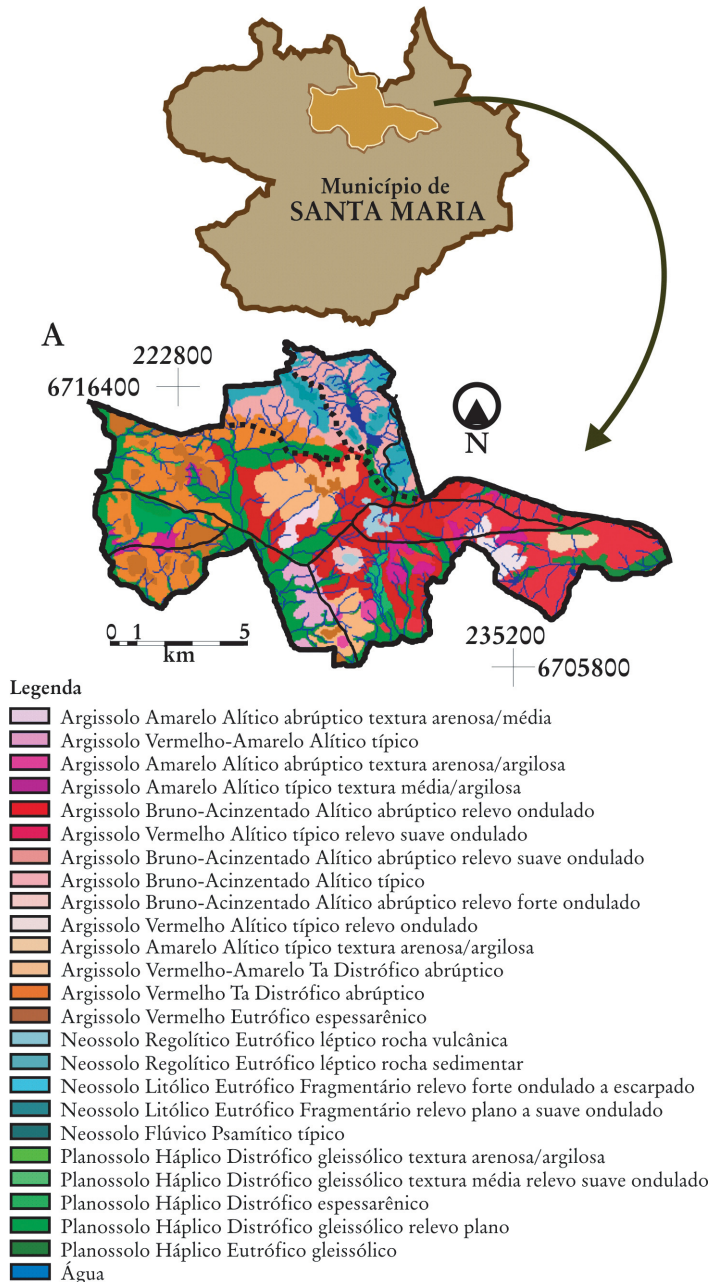 Município de
SANTA MARIA
A
222800
6716400
N
0 1 5
km
235200
6705800
Legenda
Argissolo Amarelo Alítico abrúptico textura arenosa/média
Argissolo Vermelho-Amarelo Alítico típico
Argissolo Amarelo Alítico abrúptico textura arenosa/argilosa
Argissolo Amarelo Alítico típico textura média/argilosa
Argissolo Bruno-Acinzentado Alítico abrúptico relevo ondulado
Argissolo Vermelho Alítico típico relevo suave ondulado
Argissolo Bruno-Acinzentado Alítico abrúptico relevo suave ondulado
Argissolo Bruno-Acinzentado Alítico típico
Argissolo Bruno-Acinzentado Alítico abrúptico relevo forte ondulado
Argissolo Vermelho Alítico típico relevo ondulado
Argissolo Amarelo Alítico típico textura arenosa/argilosa
Argissolo Vermelho-Amarelo Ta Distrófico abrúptico
Argissolo Vermelho Ta Distrófico abrúptico
Argissolo Vermelho Eutrófico espessarênico
Neossolo Regolítico Eutrófico léptico rocha vulcânica
Neossolo Regolítico Eutrófico léptico rocha sedimentar
Neossolo Litólico Eutrófico Fragmentário relevo forte ondulado a escarpado
Neossolo Litólico Eutrófico Fragmentário relevo plano a suave ondulado
Neossolo Flúvico Psamítico típico
Planossolo Háplico Distrófico gleissólico textura arenosa/argilosa
Planossolo Háplico Distrófico gleissólico textura média relevo suave ondulado
Planossolo Háplico Distrófico espessarênico
Planossolo Háplico Distrófico gleissólico relevo plano
Planossolo Háplico Eutrófico gleissólico
Água